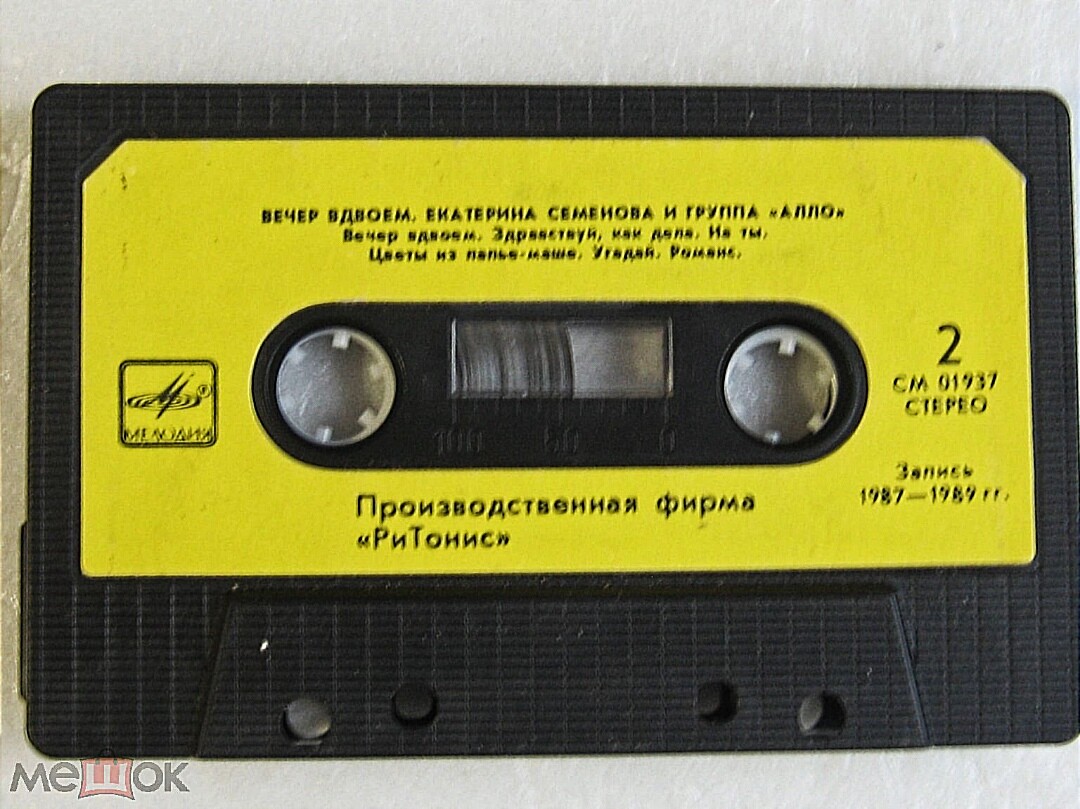 ВЕЧЕР ВДВОЕМ. ЕКАТЕРИНА СЕМЕНОВА И ГРУППА «АЛЛО»
Вечер вдвоем. Здравствуй, как дела. На ты.
Цветы из папье-маше. Угадай. Романс.
2
СМ 01937
СТЕРЕО
®
МЕЛОДИЯ
100 50 0
Запись
1987—1989 гг.
Производственная фирма
«РиТонис»
мешок